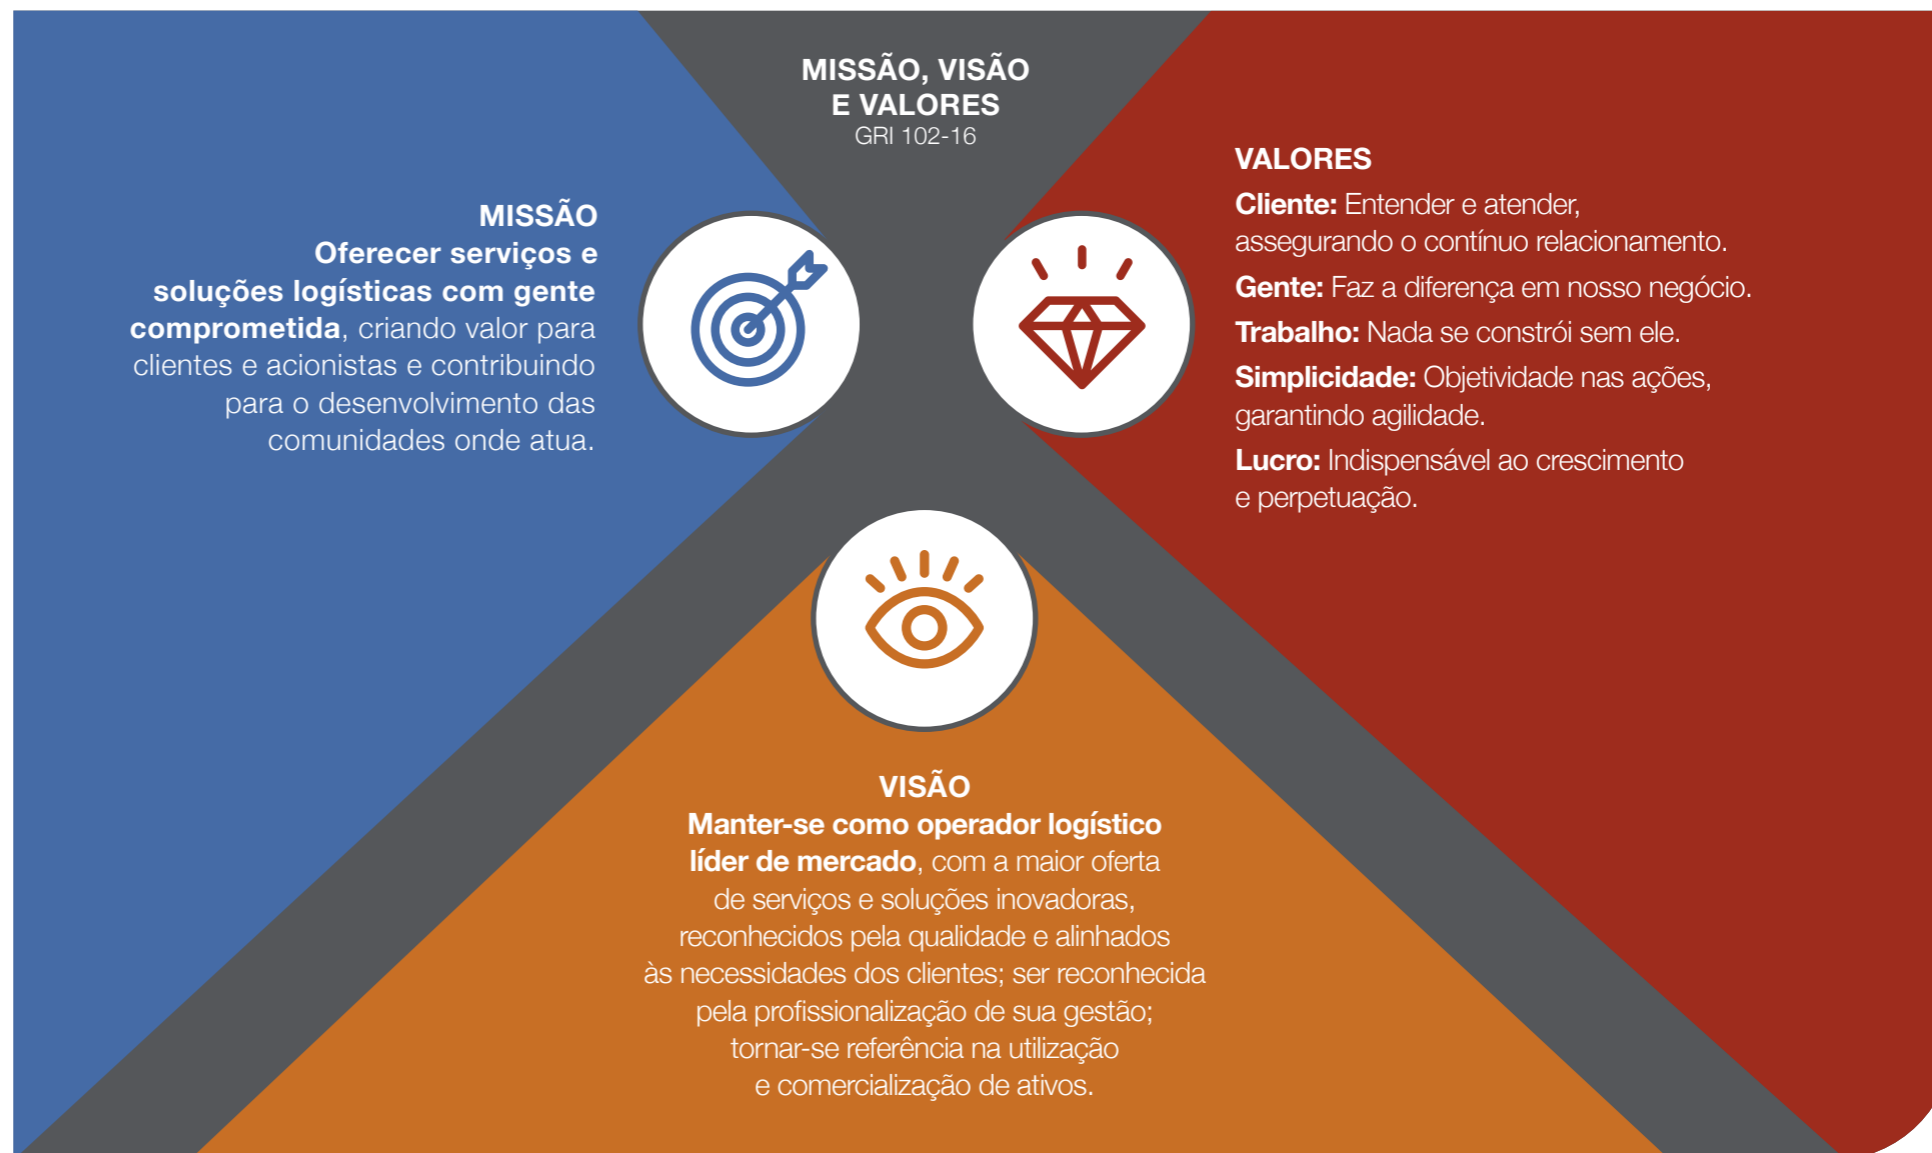 MISSÃO, VISÃO
E VALORES
GRI 102-16
MISSÃO
Oferecer serviços e
soluções logísticas com gente
comprometida, criando valor para
clientes e acionistas e contribuindo
para o desenvolvimento das
comunidades onde atua.
VALORES
Cliente: Entender e atender,
assegurando o contínuo relacionamento.
Gente: Faz a diferença em nosso negócio.
Trabalho: Nada se constrói sem ele.
Simplicidade: Objetividade nas ações,
garantindo agilidade.
Lucro: Indispensável ao crescimento
e perpetuação.
VISÃO
Manter-se como operador logístico
líder de mercado, com a maior oferta
de serviços e soluções inovadoras,
reconhecidos pela qualidade e alinhados
às necessidades dos clientes; ser reconhecida
pela profissionalização de sua gestão;
tornar-se referência na utilização
e comercialização de ativos.